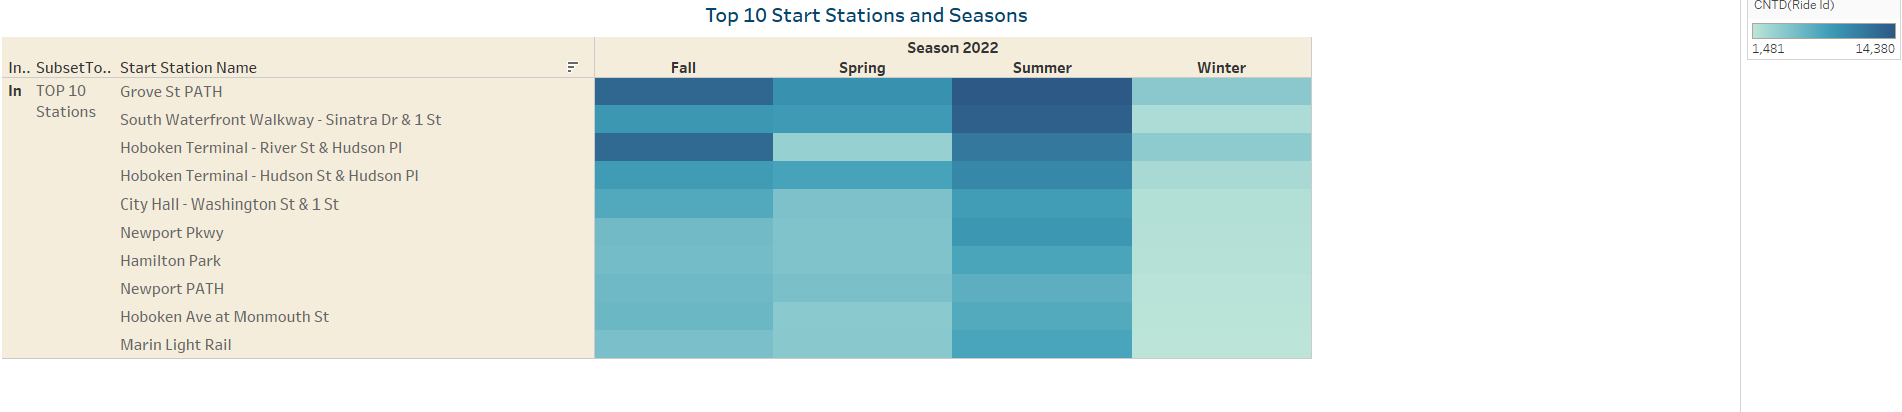 Top 10 Start Stations and Seasons
CNTD(Ride Id)
1,481 14,380
Season 2022
In.. SubsetTo.. Start Station Name Fall Spring Summer Winter
In TOP 10 Stations Grove St PATH
South Waterfront Walkway - Sinatra Dr & 1 St
Hoboken Terminal - River St & Hudson Pl
Hoboken Terminal - Hudson St & Hudson Pl
City Hall - Washington St & 1 St
Newport Pkwy
Hamilton Park
Newport PATH
Hoboken Ave at Monmouth St
Marin Light Rail